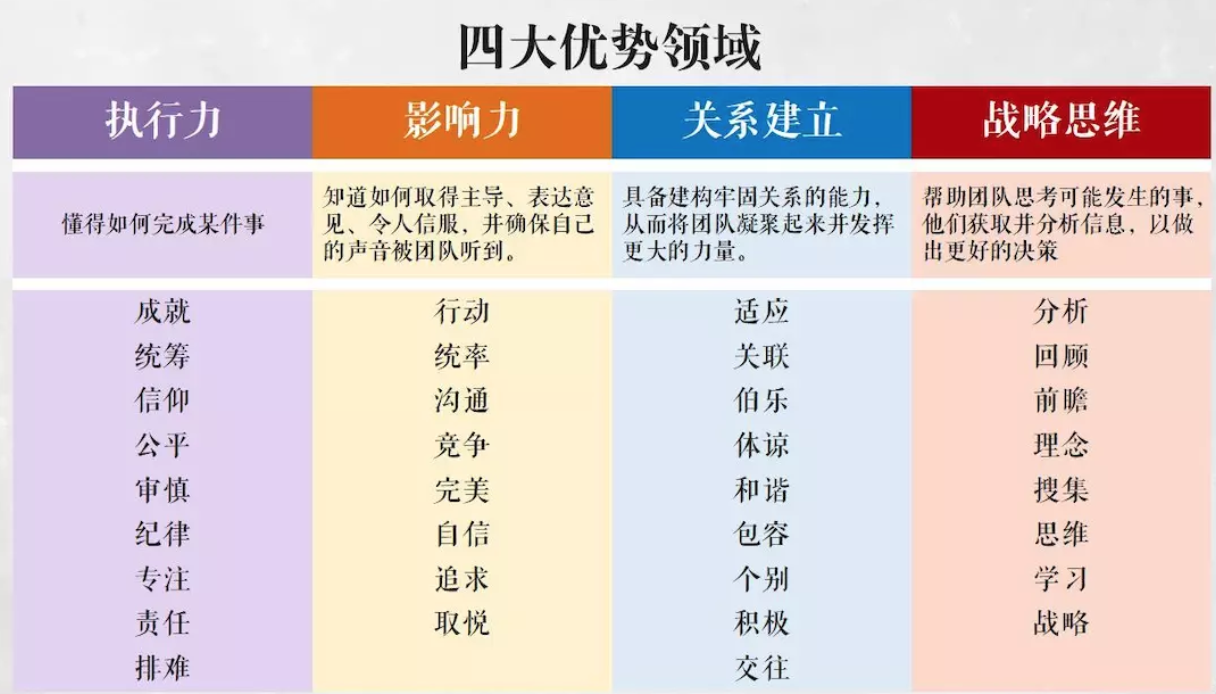 四大优势领域
执行力 影响力 关系建立 战略思维
懂得如何完成某件事
知道如何取得主导、表达意
见、令人信服，并确保自己
的声音被团队听到。
具备建构牢固关系的能力，
从而将团队凝聚起来并发挥
更大的力量。
帮助团队思考可能发生的事，
他们获取并分析信息，以做
出更好的决策
成就 行动 适应 分析
统筹 统率 关联 回顾
信仰 沟通 伯乐 前瞻
公平 竞争 体谅 理念
审慎 完美 和谐 搜集
纪律 自信 包容 思维
专注 追求 个别 学习
责任 取悦 积极 战略
排难 交往